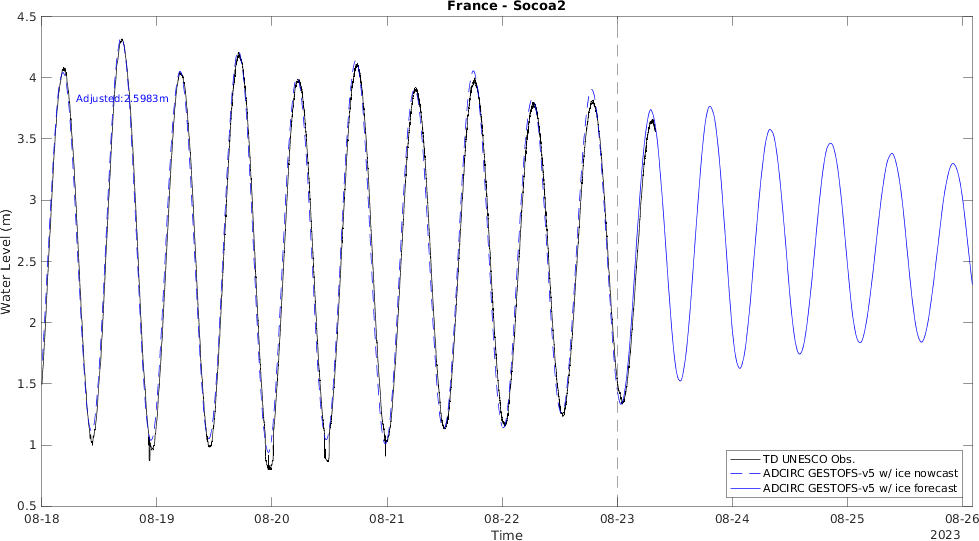 France - Socoa2
4.5
4
3.5
3
2.5
2
1.5
1
0.5
Water Level (m)
Adjusted:2.5983m
TD UNESCO Obs.
ADCIRC GESTOFS-v5 w/ ice nowcast
ADCIRC GESTOFS-v5 w/ ice forecast
08-18 08-19 08-20 08-21 08-22 08-23 08-24 08-25 08-26
Time
2023